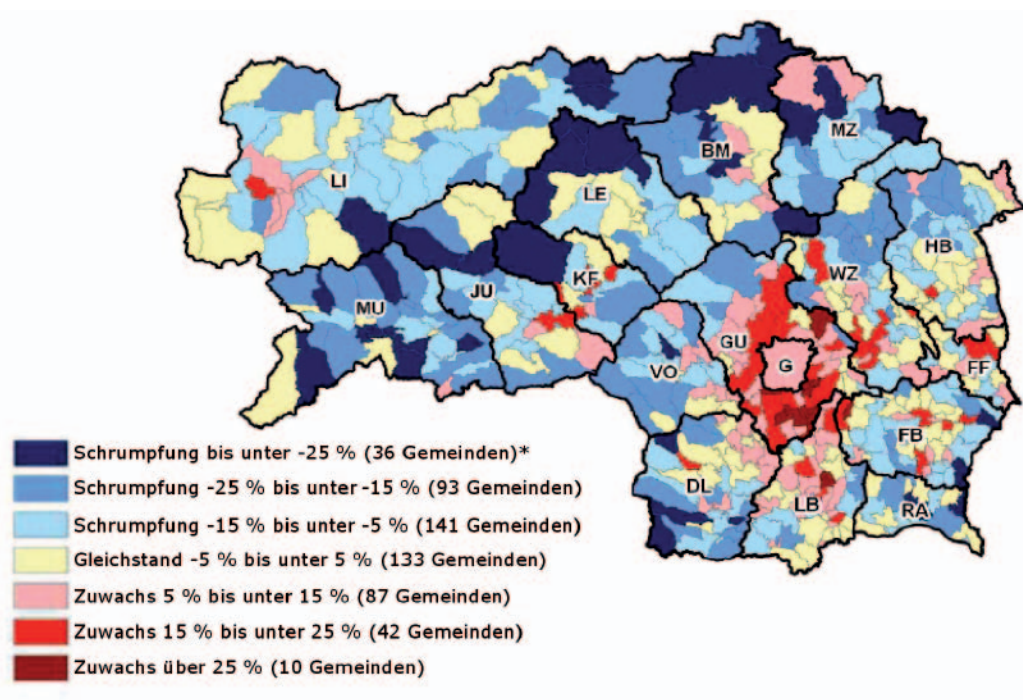 MZ
BM
LI
LE
HB
WZ
KF
JU
MU
GU
G
FF
VO
FB
DL
LB
RA
Schrumpfung bis unter -25 % (36 Gemeinden)*
Schrumpfung -25 % bis unter -15 % (93 Gemeinden)
Schrumpfung -15 % bis unter -5 % (141 Gemeinden)
Gleichstand -5 % bis unter 5 % (133 Gemeinden)
Zuwachs 5 % bis unter 15 % (87 Gemeinden)
Zuwachs 15 % bis unter 25 % (42 Gemeinden)
Zuwachs über 25 % (10 Gemeinden)